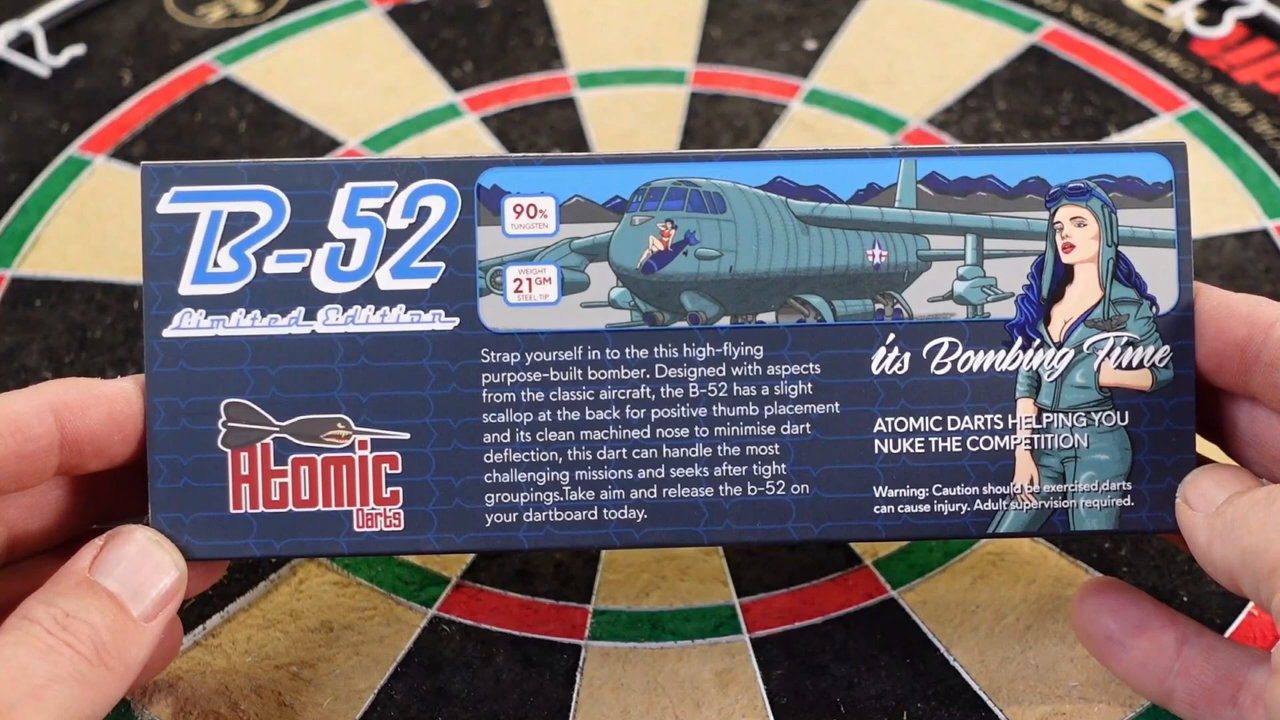 B-52
Limited Edition
Atomic
Darts
90%
TUNGSTEN
WEIGHT
21GM
STEEL TIP
Strap yourself in to the this high-flying
purpose-built bomber. Designed with aspects
from the classic aircraft, the B-52 has a slight
scallop at the back for positive thumb placement
and its clean machined nose to minimise dart
deflection, this dart can handle the most
challenging missions and seeks after tight
groupings.Take aim and release the b-52 on
your dartboard today.
its Bombing Time
ATOMIC DARTS HELPING YOU
NUKE THE COMPETITION
Warning: Caution should be exercised,darts
can cause injury. Adult supervision required.